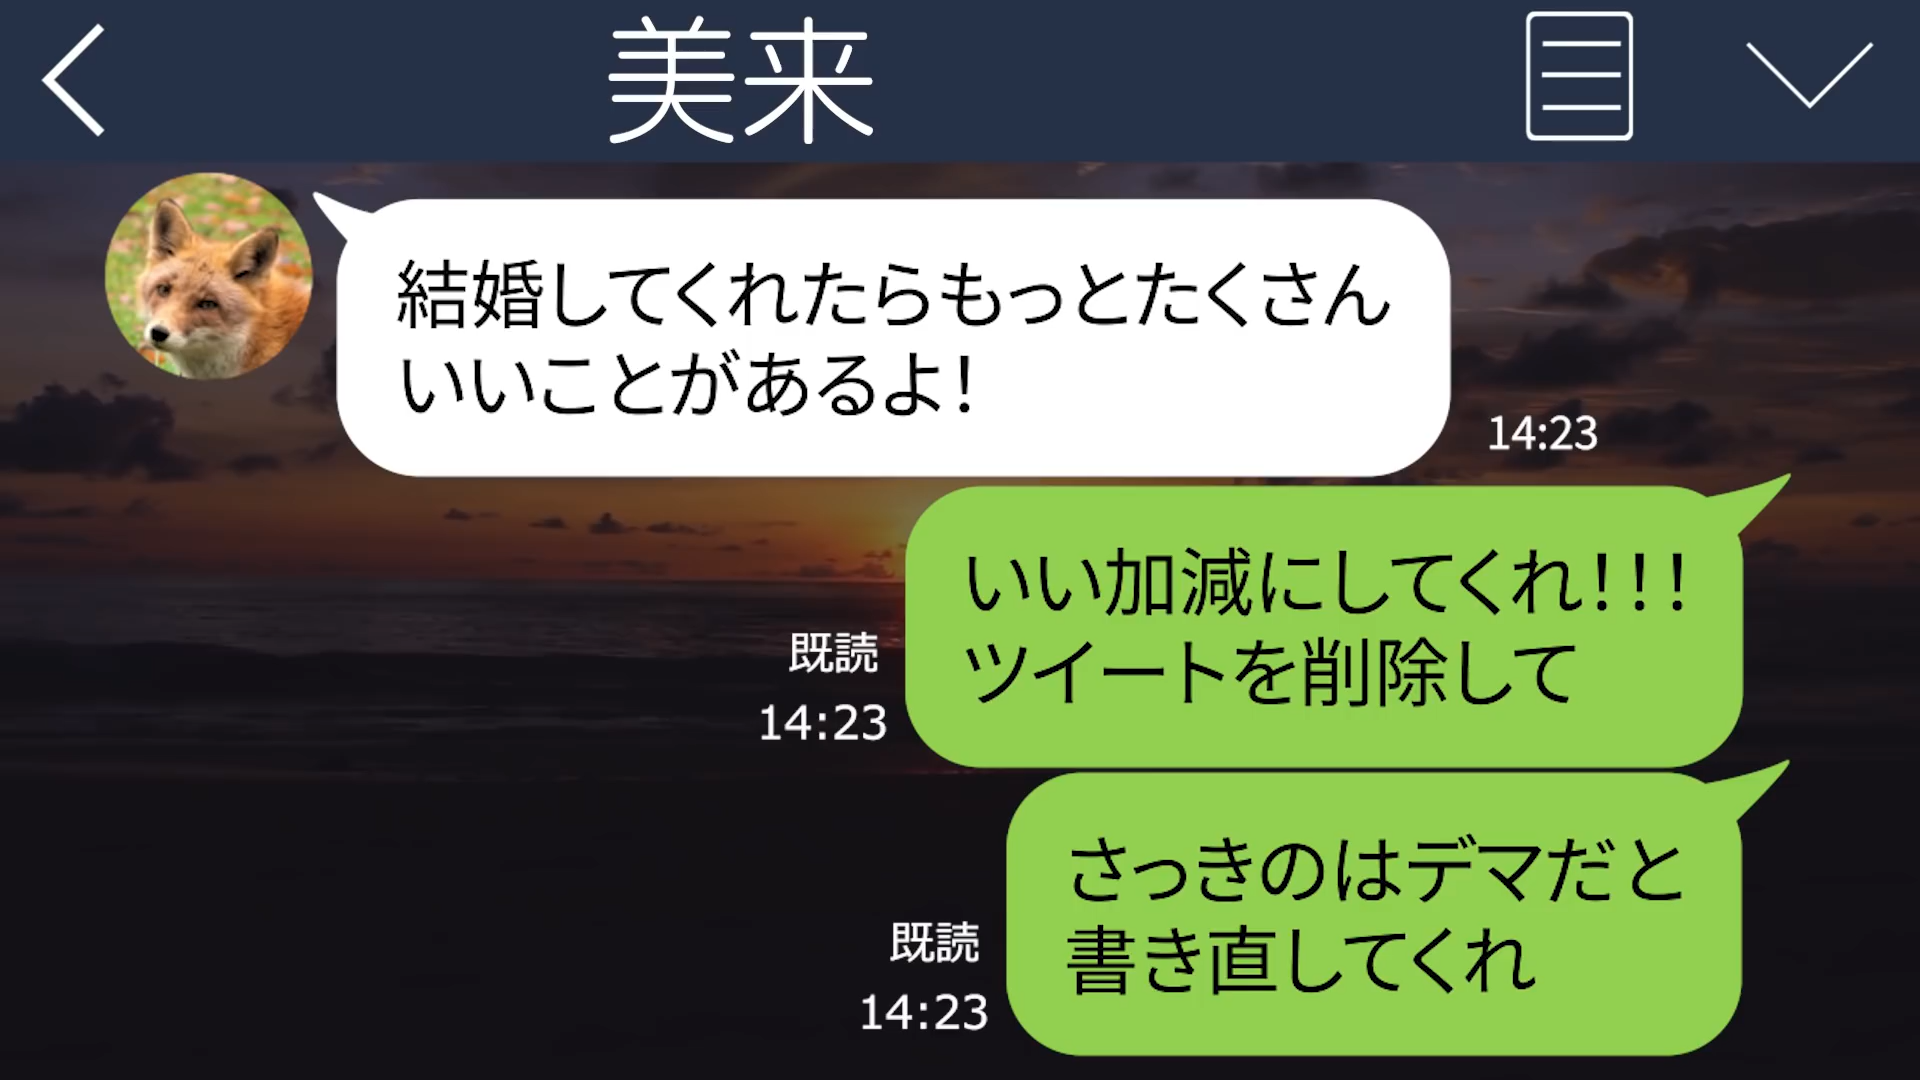 美来
結婚してくれたらもっとたくさん
いいことがあるよ！
14:23
いい加減にしてくれ！！！
ツイートを削除して
既読
14:23
さっきのはデマだと
書き直してくれ
既読
14:23